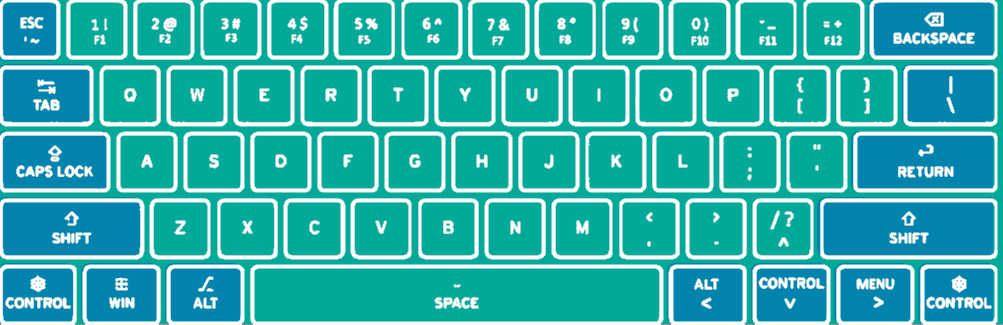 ESC 1! 2@ 3# 4$ 5% 6^ 7& 8* 9( 0) -_ =+
'~ F1 F2 F3 F4 F5 F6 F7 F8 F9 F10 F11 F12 BACKSPACE
TAB Q W E R T Y U I O P { [ } ] | \
CAPS LOCK A S D F G H J K L : ; " ' RETURN
SHIFT Z X C V B N M < , > . /? ^ SHIFT
CONTROL WIN ALT SPACE ALT < CONTROL v MENU > CONTROL